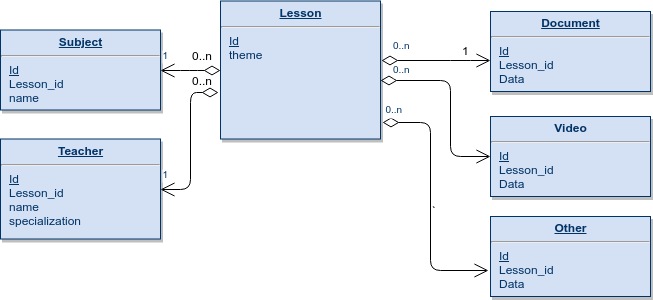 Subject
Id
Lesson_id
name
1
0..n
Teacher
Id
Lesson_id
name
specialization
1
0..n
Lesson
Id
theme
0..n
1
0..n
0..n
Document
Id
Lesson_id
Data
Video
Id
Lesson_id
Data
Other
Id
Lesson_id
Data